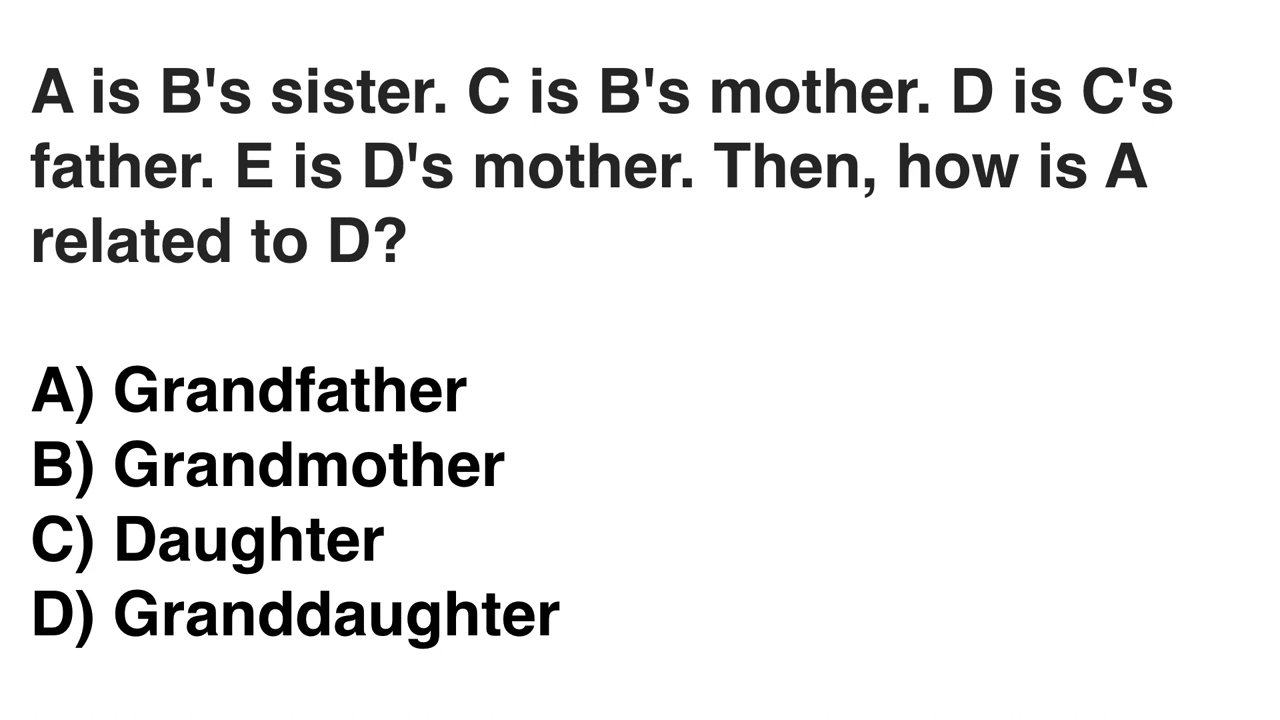 A is B's sister. C is B's mother. D is C's
father. E is D's mother. Then, how is A
related to D?
A) Grandfather
B) Grandmother
C) Daughter
D) Granddaughter